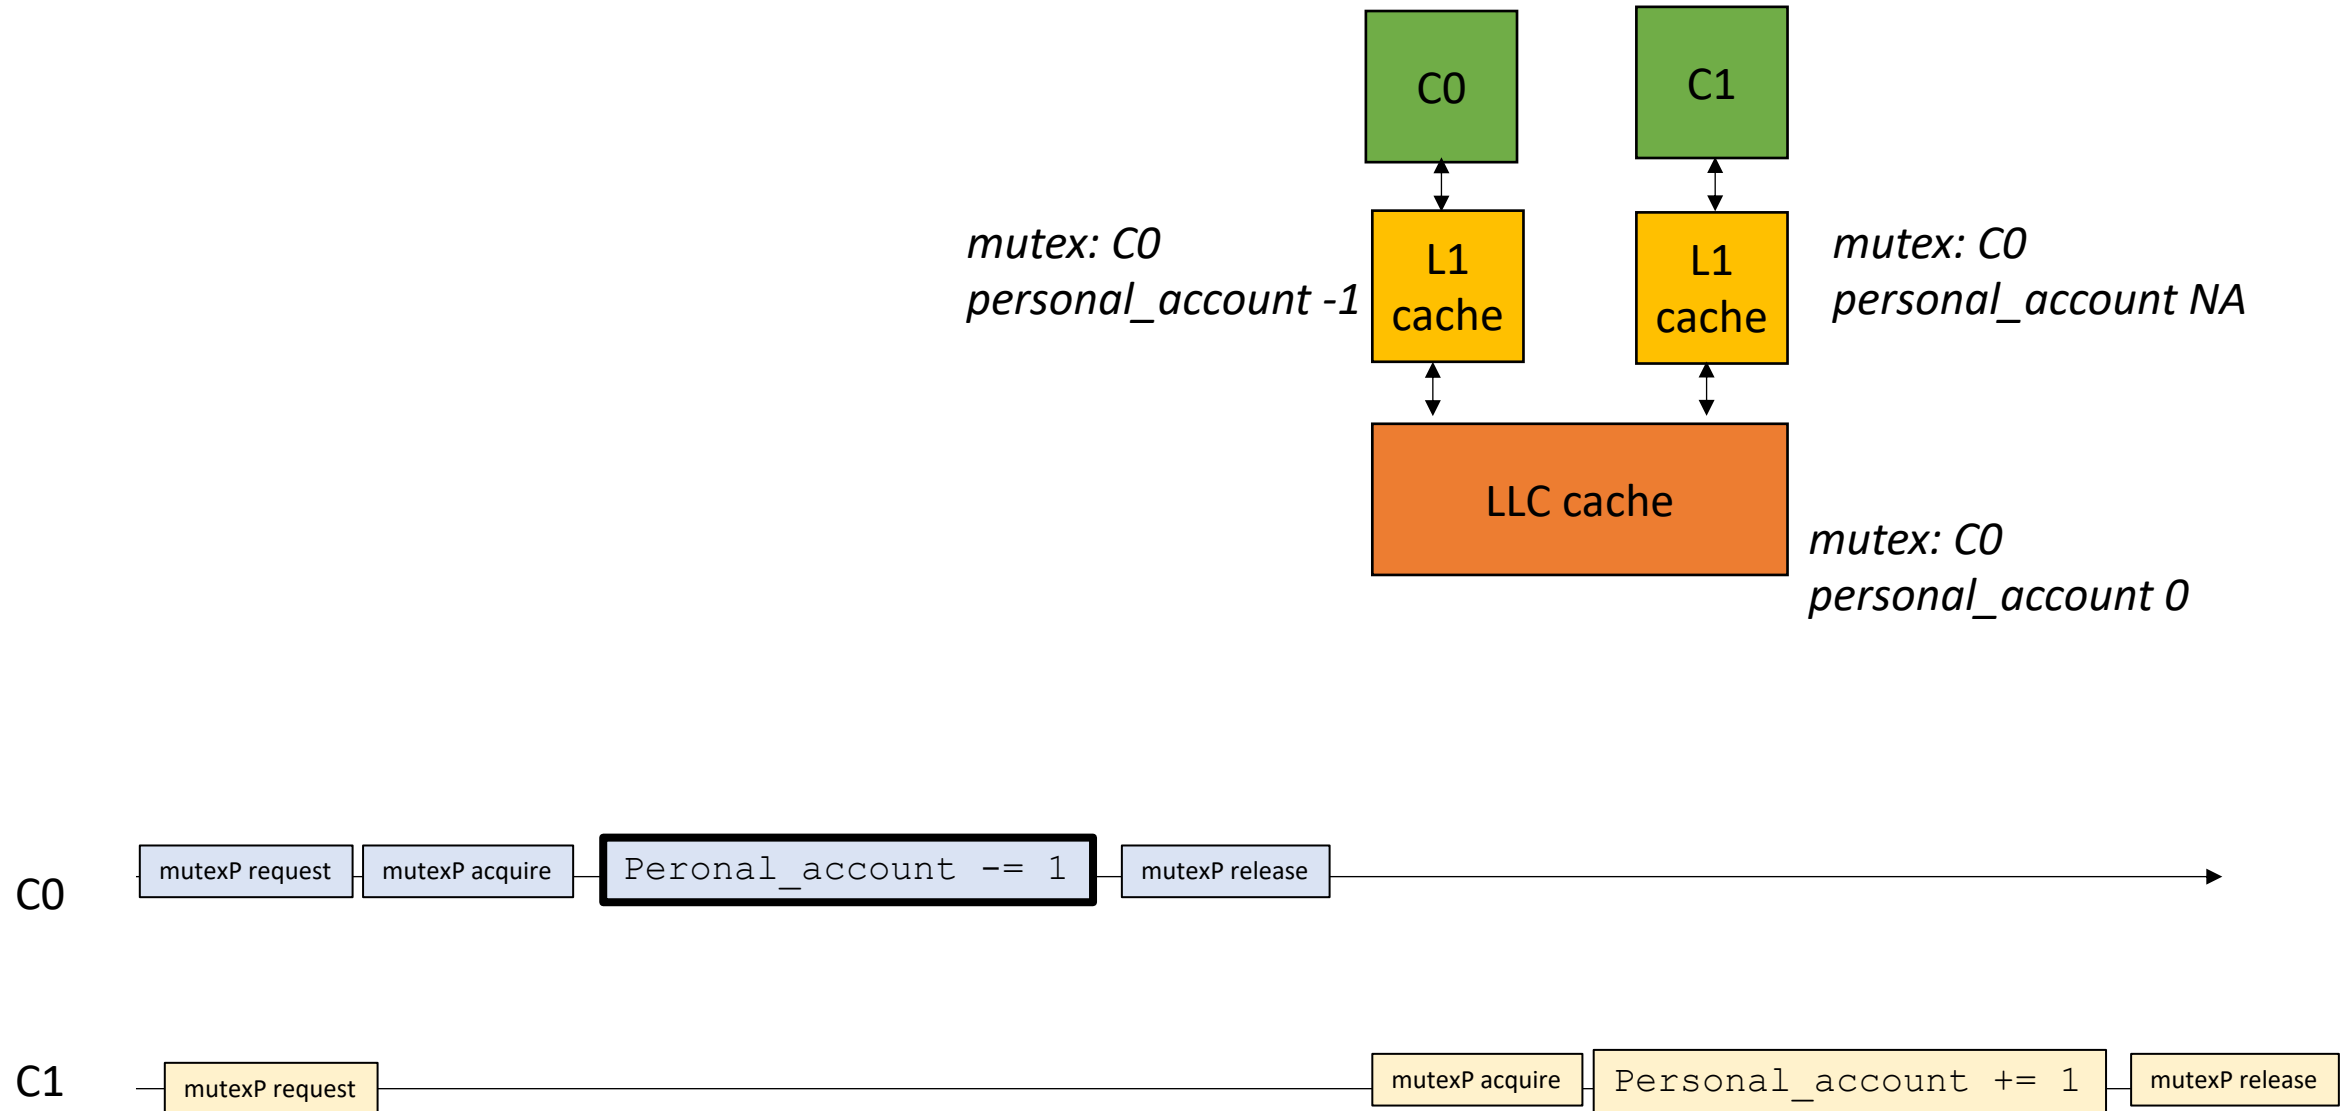 C0
C1
mutex: C0
personal_account -1
L1
cache
L1
cache
mutex: C0
personal_account NA
LLC cache
mutex: C0
personal_account 0
C0
mutexP request
mutexP acquire
Peronal_account -= 1
mutexP release
C1
mutexP request
mutexP acquire
Personal_account += 1
mutexP release